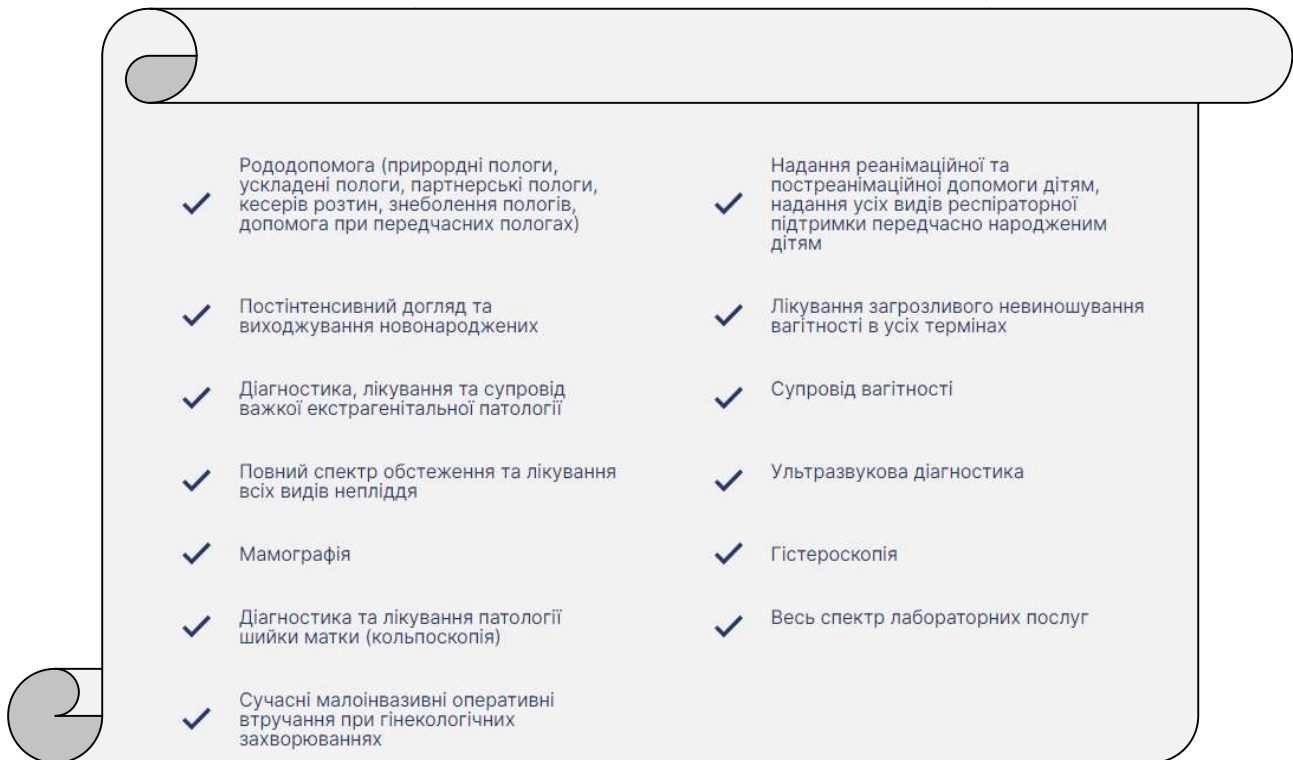 Рододопомога (прирордні пологи,
ускладені пологи, партнерські пологи,
кесерів розтин, знеболення пологів,
допомога при передчасних пологах)
Надання реанімаційної та
постреанімаційної допомоги дітям,
надання усіх видів респіраторної
підтримки передчасно народженим
дітям
Постінтенсивний догляд та
виходжування новонароджених
Лікування загрозливого невиношування
вагітності в усіх термінах
Діагностика, лікування та супровід
важкої екстрагенітальної патології
Супровід вагітності
Повний спектр обстеження та лікування
всіх видів непліддя
Ультразвукова діагностика
Мамографія
Гістероскопія
Діагностика та лікування патології
шийки матки (кольпоскопія)
Весь спектр лабораторних послуг
Сучасні малоінвазивні оперативні
втручання при гінекологічних
захворюваннях